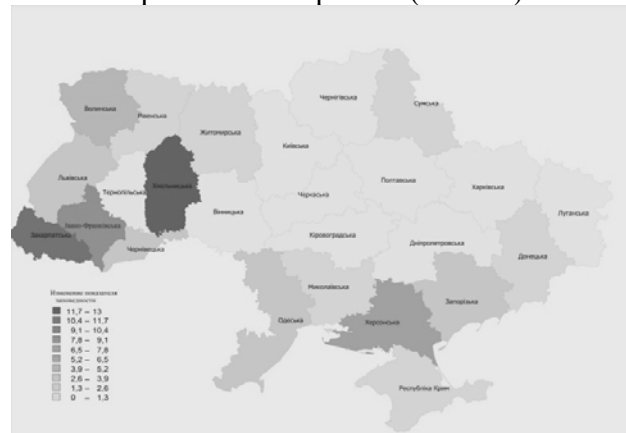 Чернігівська
Сумська
Волинська
Рівненська
Житомирська
Київська
Полтавська
Харківська
Львівська
Тернопільська
Хмельницька
Черкаська
Луганська
Вінницька
Івано-Франківська
Закарпатська
Чернівецька
Кіровоградська
Дніпропетровська
Донецька
Миколаївська
Запорізька
Одеська
Херсонська
Республіка Крим
Изменение показателя
заповедности
11,7 – 13
10,4 – 11,7
9,1 – 10,4
7,8 – 9,1
6,5 – 7,8
5,2 – 6,5
3,9 – 5,2
2,6 – 3,9
1,3 – 2,6
0 – 1,3